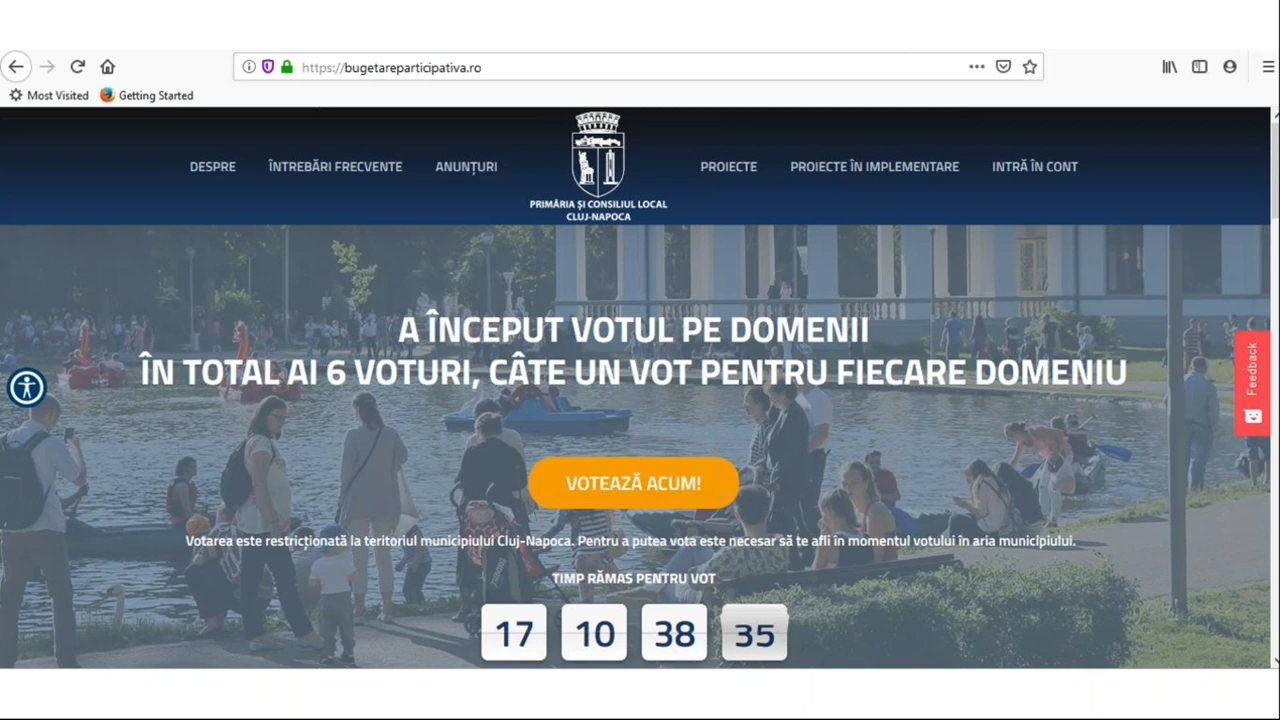 https://bugetareparticipativa.ro
Most Visited
Getting Started
DESPRE
ÎNTREBĂRI FRECVENTE
ANUNȚURI
PRIMĂRIA ȘI CONSILIUL LOCAL
CLUJ-NAPOCA
PROIECTE
PROIECTE ÎN IMPLEMENTARE
INTRĂ ÎN CONT
A ÎNCEPUT VOTUL PE DOMENII
ÎN TOTAL AI 6 VOTURI, CÂTE UN VOT PENTRU FIECARE DOMENIU
Feedback
VOTEAZĂ ACUM!
Votarea este restricționată la teritoriul municipiului Cluj-Napoca. Pentru a putea vota este necesar să te afli în momentul votului în aria municipiului.
TIMP RĂMAS PENTRU VOT
17 10 38 35